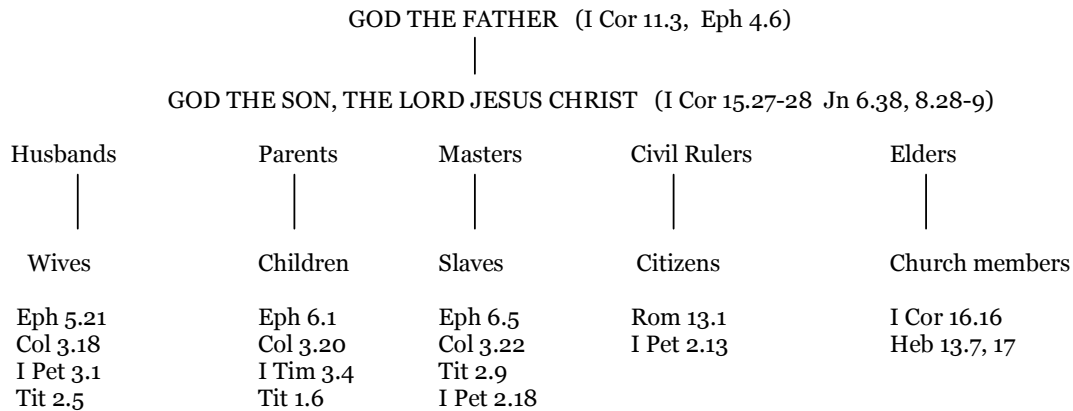 GOD THE FATHER (I Cor 11.3, Eph 4.6)
GOD THE SON, THE LORD JESUS CHRIST (I Cor 15.27-28 Jn 6.38, 8.28-9)
Husbands Parents Masters Civil Rulers Elders
Wives Children Slaves Citizens Church members
Eph 5.21 Eph 6.1 Eph 6.5 Rom 13.1 I Cor 16.16
Col 3.18 Col 3.20 Col 3.22 I Pet 2.13 Heb 13.7, 17
I Pet 3.1 I Tim 3.4 Tit 2.9
Tit 2.5 Tit 1.6 I Pet 2.18